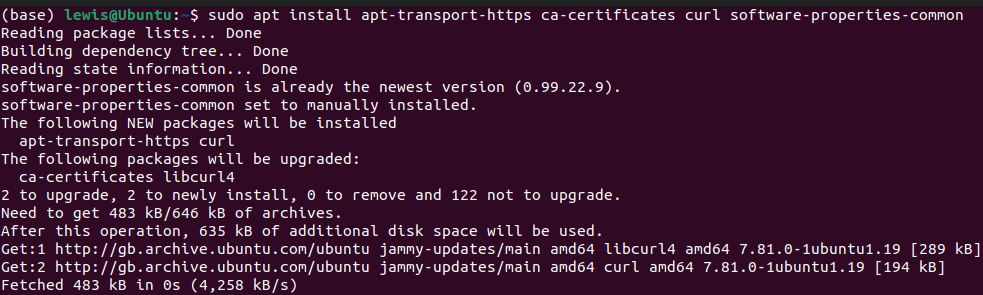 (base) lewis@Ubuntu:~$ sudo apt install apt-transport-https ca-certificates curl software-properties-common
Reading package lists... Done
Building dependency tree... Done
Reading state information... Done
software-properties-common is already the newest version (0.99.22.9).
software-properties-common set to manually installed.
The following NEW packages will be installed
  apt-transport-https curl
The following packages will be upgraded:
  ca-certificates libcurl4
2 to upgrade, 2 to newly install, 0 to remove and 122 not to upgrade.
Need to get 483 kB/646 kB of archives.
After this operation, 635 kB of additional disk space will be used.
Get:1 http://gb.archive.ubuntu.com/ubuntu jammy-updates/main amd64 libcurl4 amd64 7.81.0-1ubuntu1.19 [289 kB]
Get:2 http://gb.archive.ubuntu.com/ubuntu jammy-updates/main amd64 curl amd64 7.81.0-1ubuntu1.19 [194 kB]
Fetched 483 kB in 0s (4,258 kB/s)